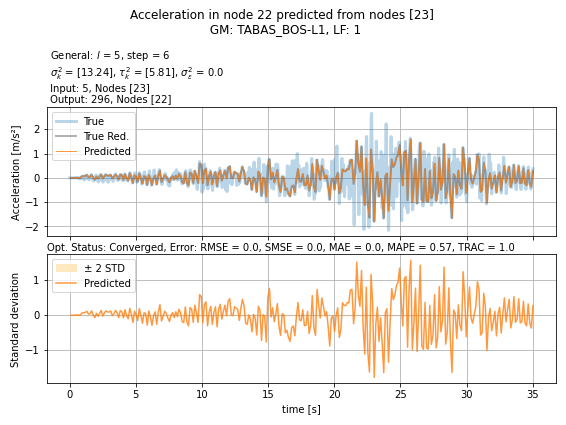 Acceleration in node 22 predicted from nodes [23]
GM: TABAS_BOS-L1, LF: 1
General: l = 5, step = 6
σ²ₖ = [13.24], τ²ₖ = [5.81], σ²ε = 0.0
Input: 5, Nodes [23]
Output: 296, Nodes [22]
True
True Red.
Predicted
Acceleration [m/s²]
2
1
0
−1
−2
Opt. Status: Converged, Error: RMSE = 0.0, SMSE = 0.0, MAE = 0.0, MAPE = 0.57, TRAC = 1.0
± 2 STD
Predicted
Standard deviation
1
0
−1
0 5 10 15 20 25 30 35
time [s]